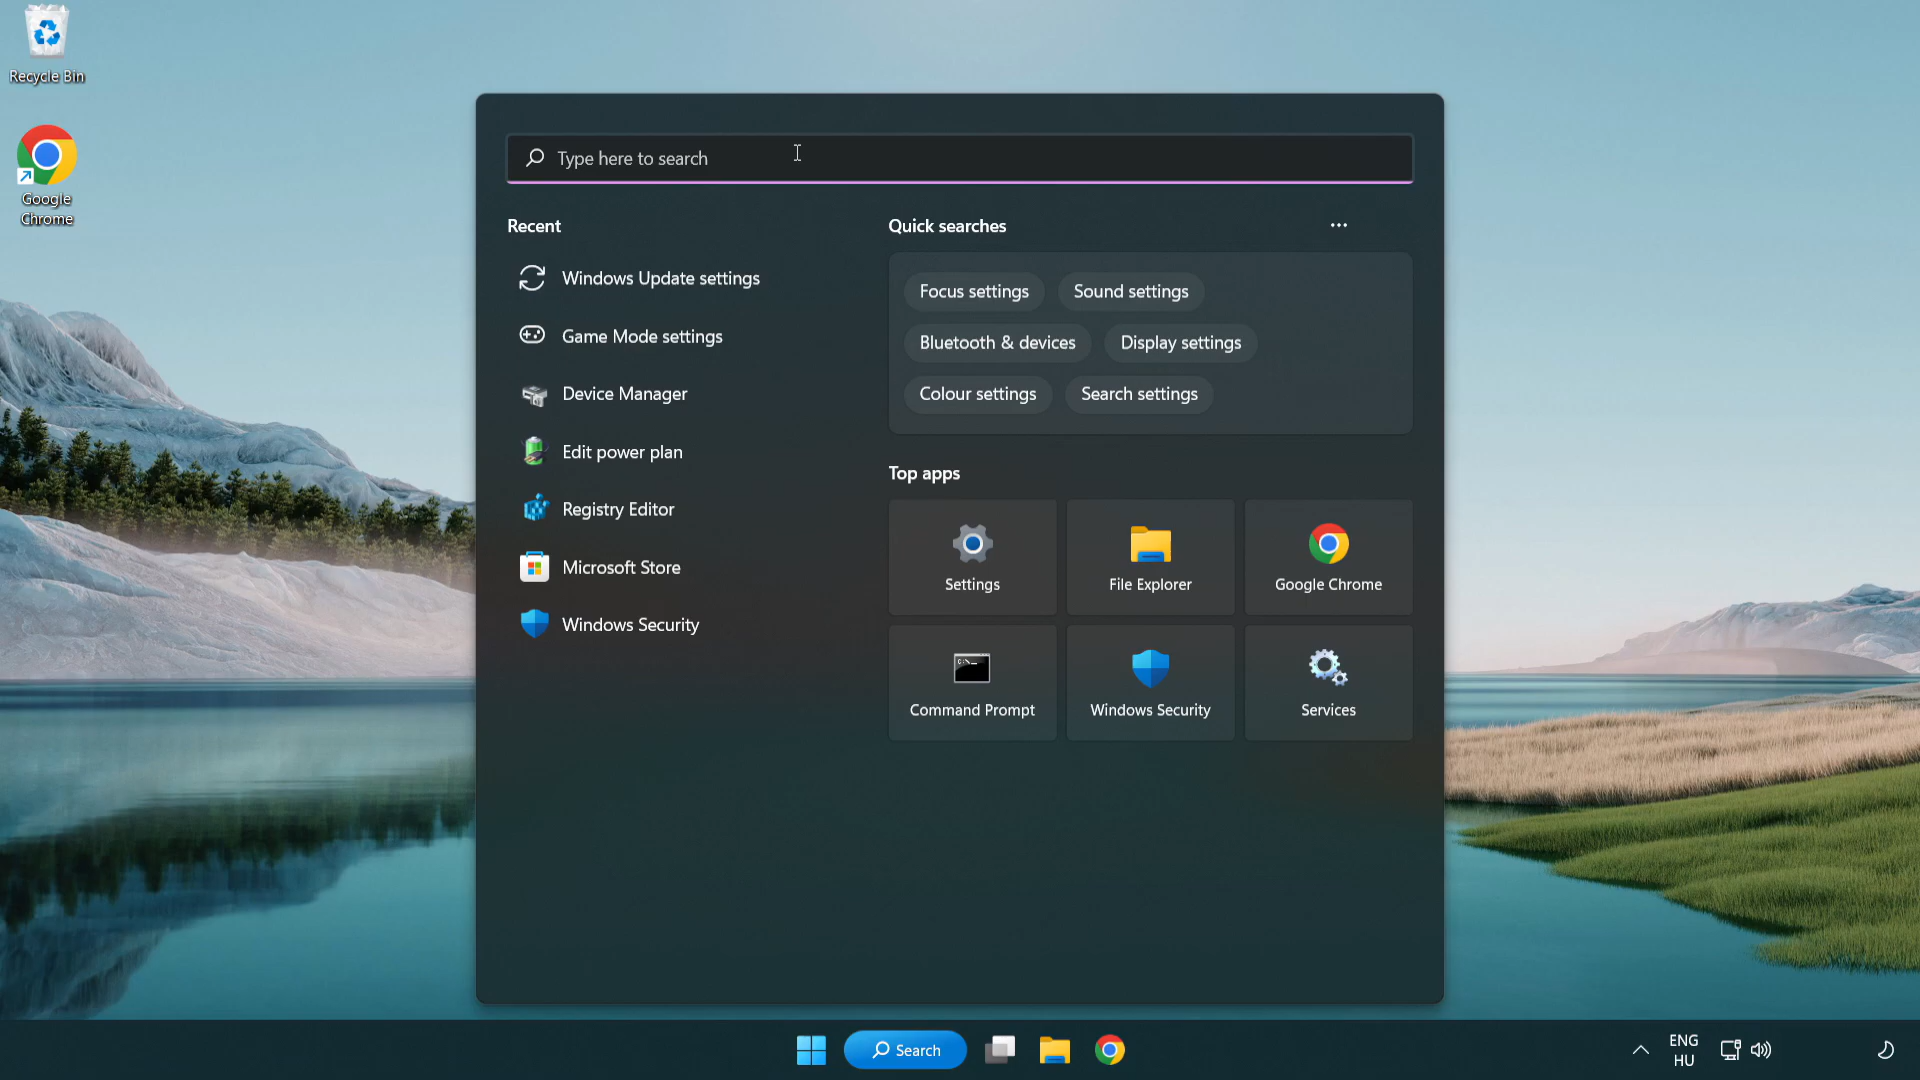 Recycle Bin
Google
Chrome
Type here to search
Recent
Windows Update settings
Game Mode settings
Device Manager
Edit power plan
Registry Editor
Microsoft Store
Windows Security
Quick searches
Focus settings
Sound settings
Bluetooth & devices
Display settings
Colour settings
Search settings
Top apps
Settings
File Explorer
Google Chrome
Command Prompt
Windows Security
Services
Search
ENG
HU